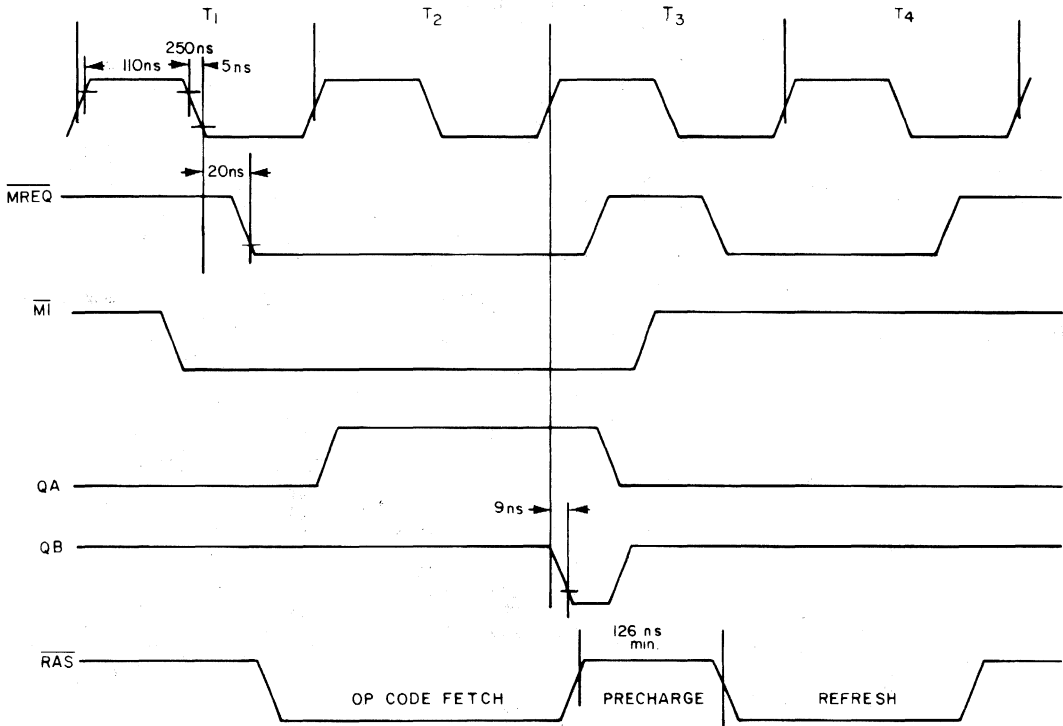 T1 T2 T3 T4
250ns
110ns 5ns
20ns
MREQ
M1
QA
9ns
QB
126 ns
min.
RAS
OP CODE FETCH PRECHARGE REFRESH